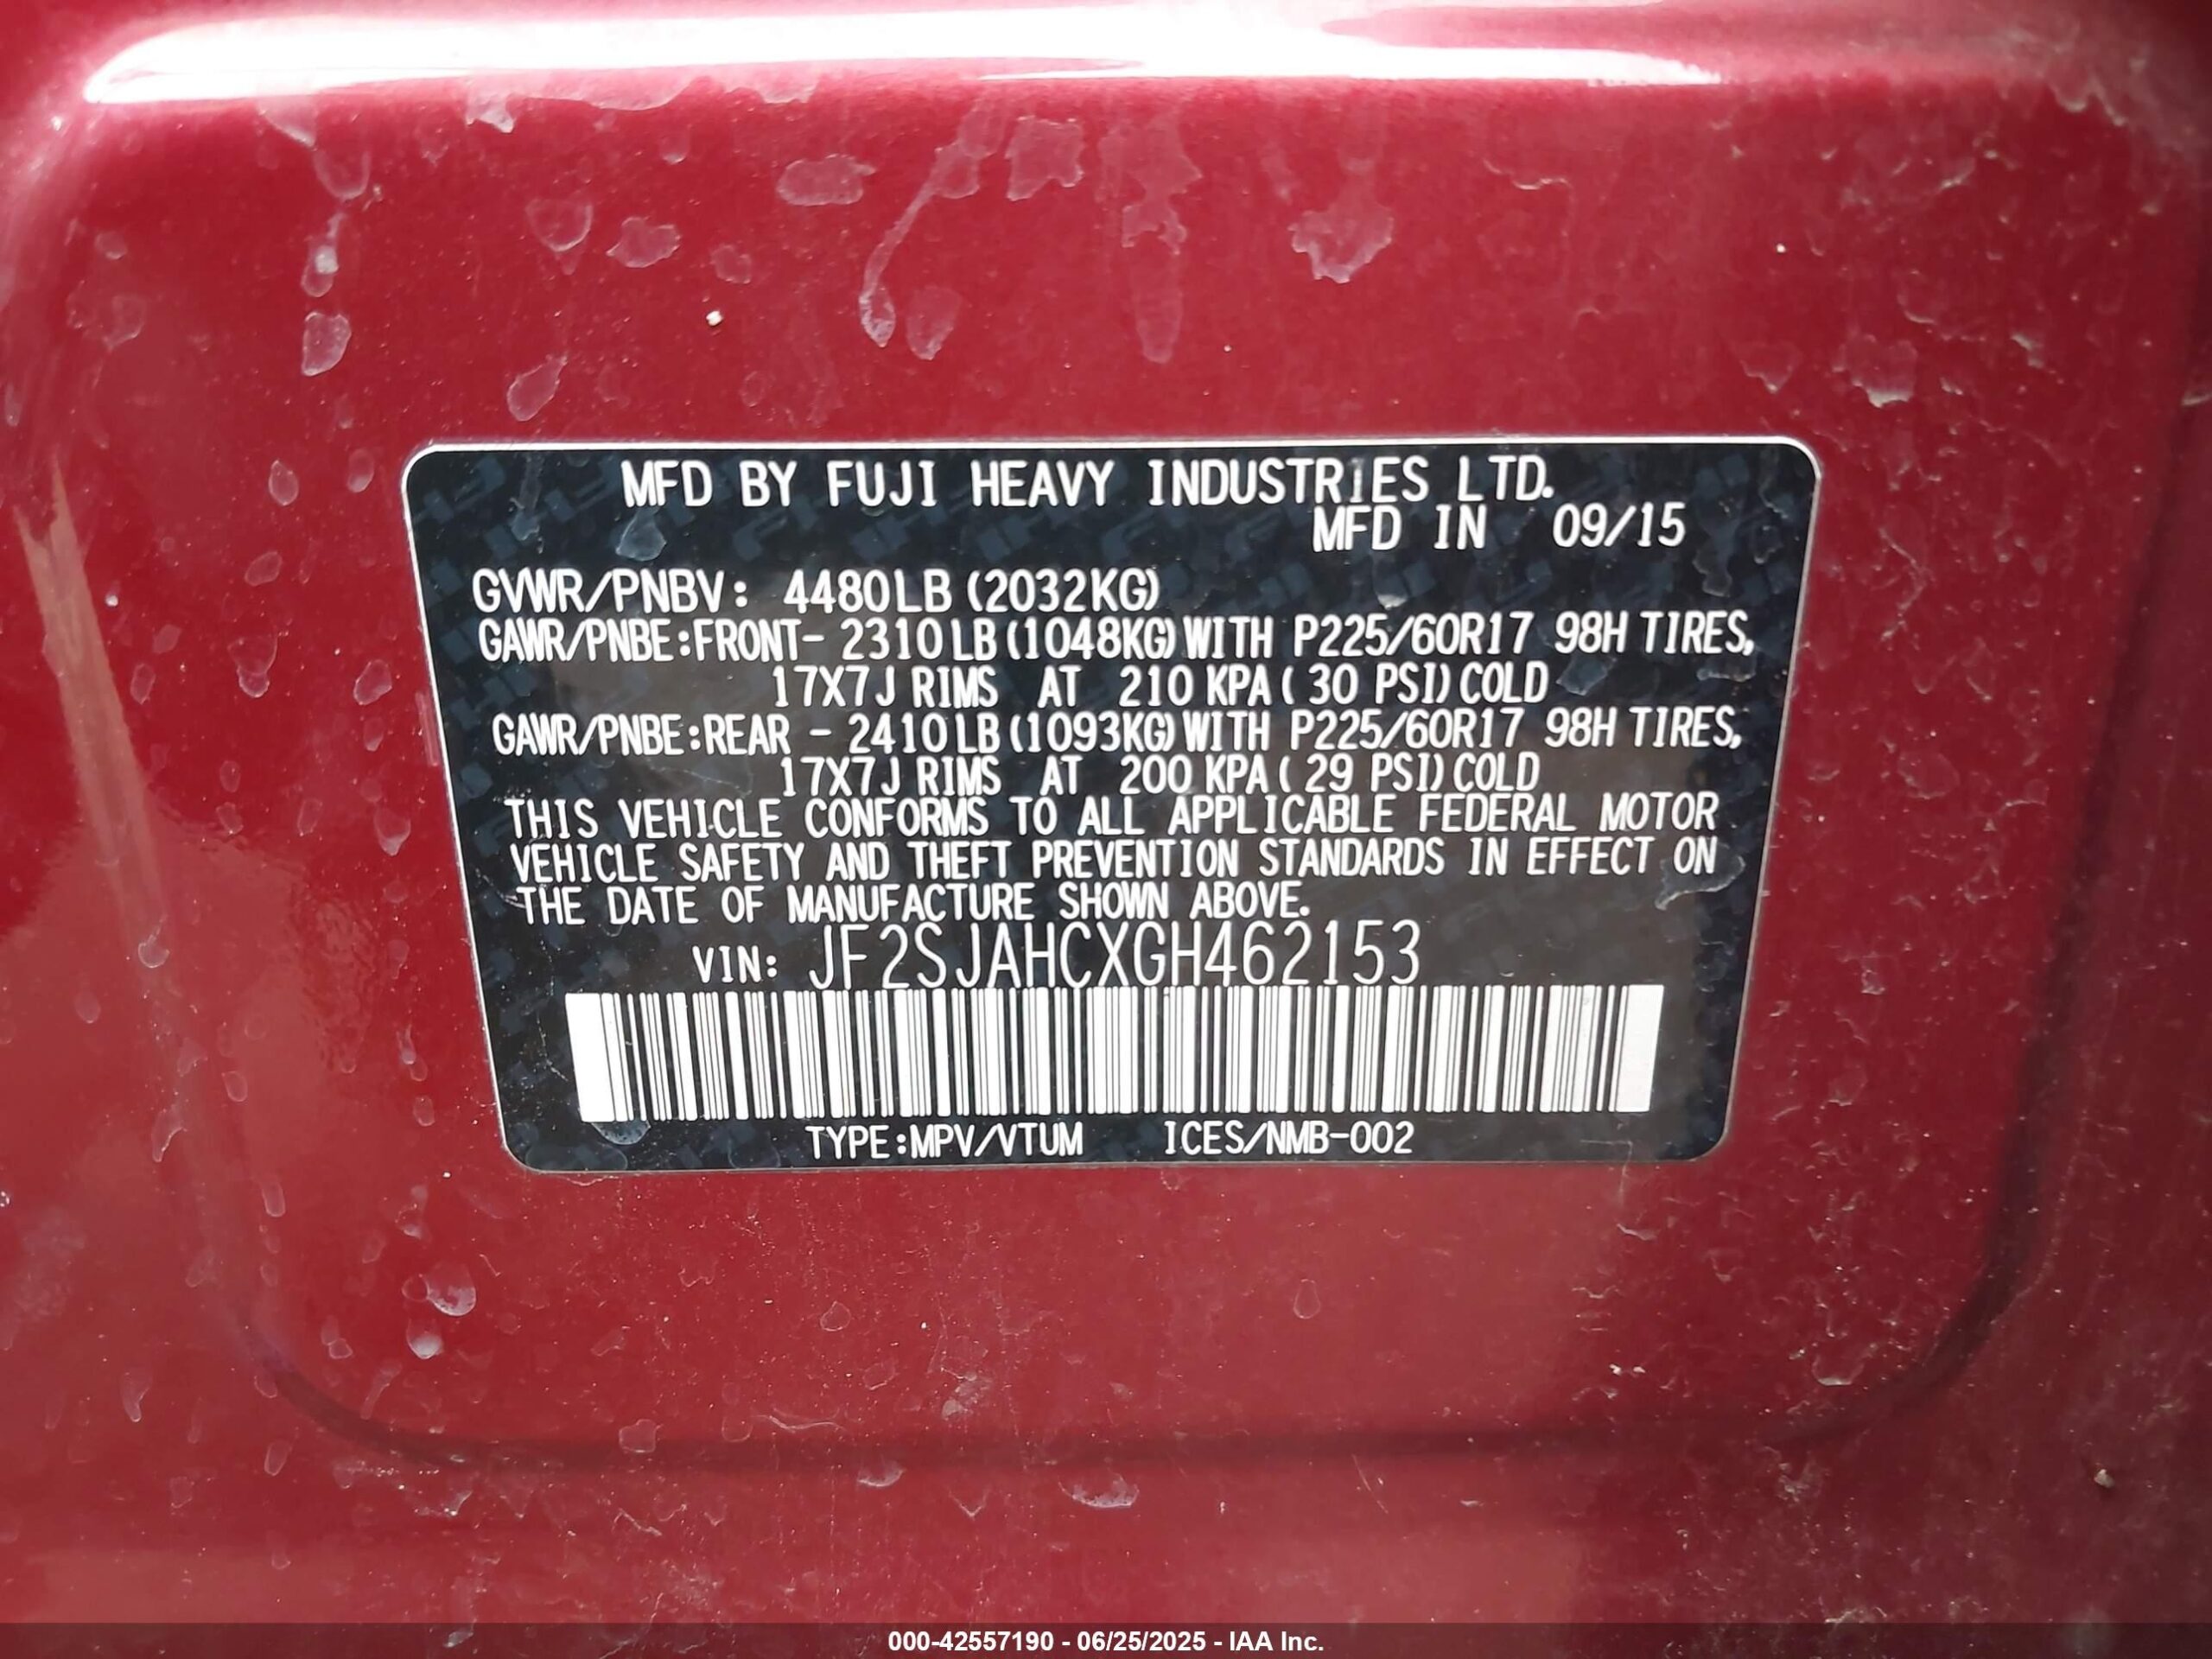 MFD BY FUJI HEAVY INDUSTRIES LTD.
MFD IN 09/15
GVWR/PNBV: 4480LB (2032KG)
GAWR/PNBE:FRONT- 2310LB (1048KG) WITH P225/60R17 98H TIRES,
17X7J RIMS AT 210 KPA ( 30 PSI) COLD
GAWR/PNBE:REAR - 2410LB (1093KG) WITH P225/60R17 98H TIRES,
17X7J RIMS AT 200 KPA ( 29 PSI) COLD
THIS VEHICLE CONFORMS TO ALL APPLICABLE FEDERAL MOTOR
VEHICLE SAFETY AND THEFT PREVENTION STANDARDS IN EFFECT ON
THE DATE OF MANUFACTURE SHOWN ABOVE.
VIN: JF2SJAHCXGH462153
TYPE:MPV/VTUM ICES/NMB-002
000-42557190 - 06/25/2025 - IAA Inc.